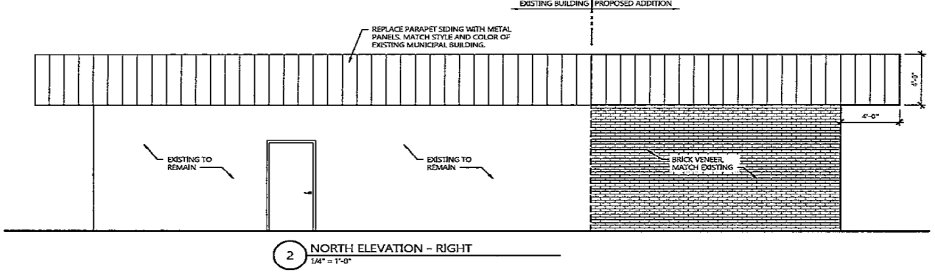 EXISTING BUILDING PROPOSED ADDITION
REPLACE PARAPET SIDING WITH METAL
PANELS. MATCH STYLE AND COLOR OF
EXISTING MUNICIPAL BUILDING.
4'-0"
4'-0"
EXISTING TO
REMAIN
EXISTING TO
REMAIN
BRICK VENEER,
MATCH EXISTING
2
NORTH ELEVATION - RIGHT
1/4" = 1'-0"